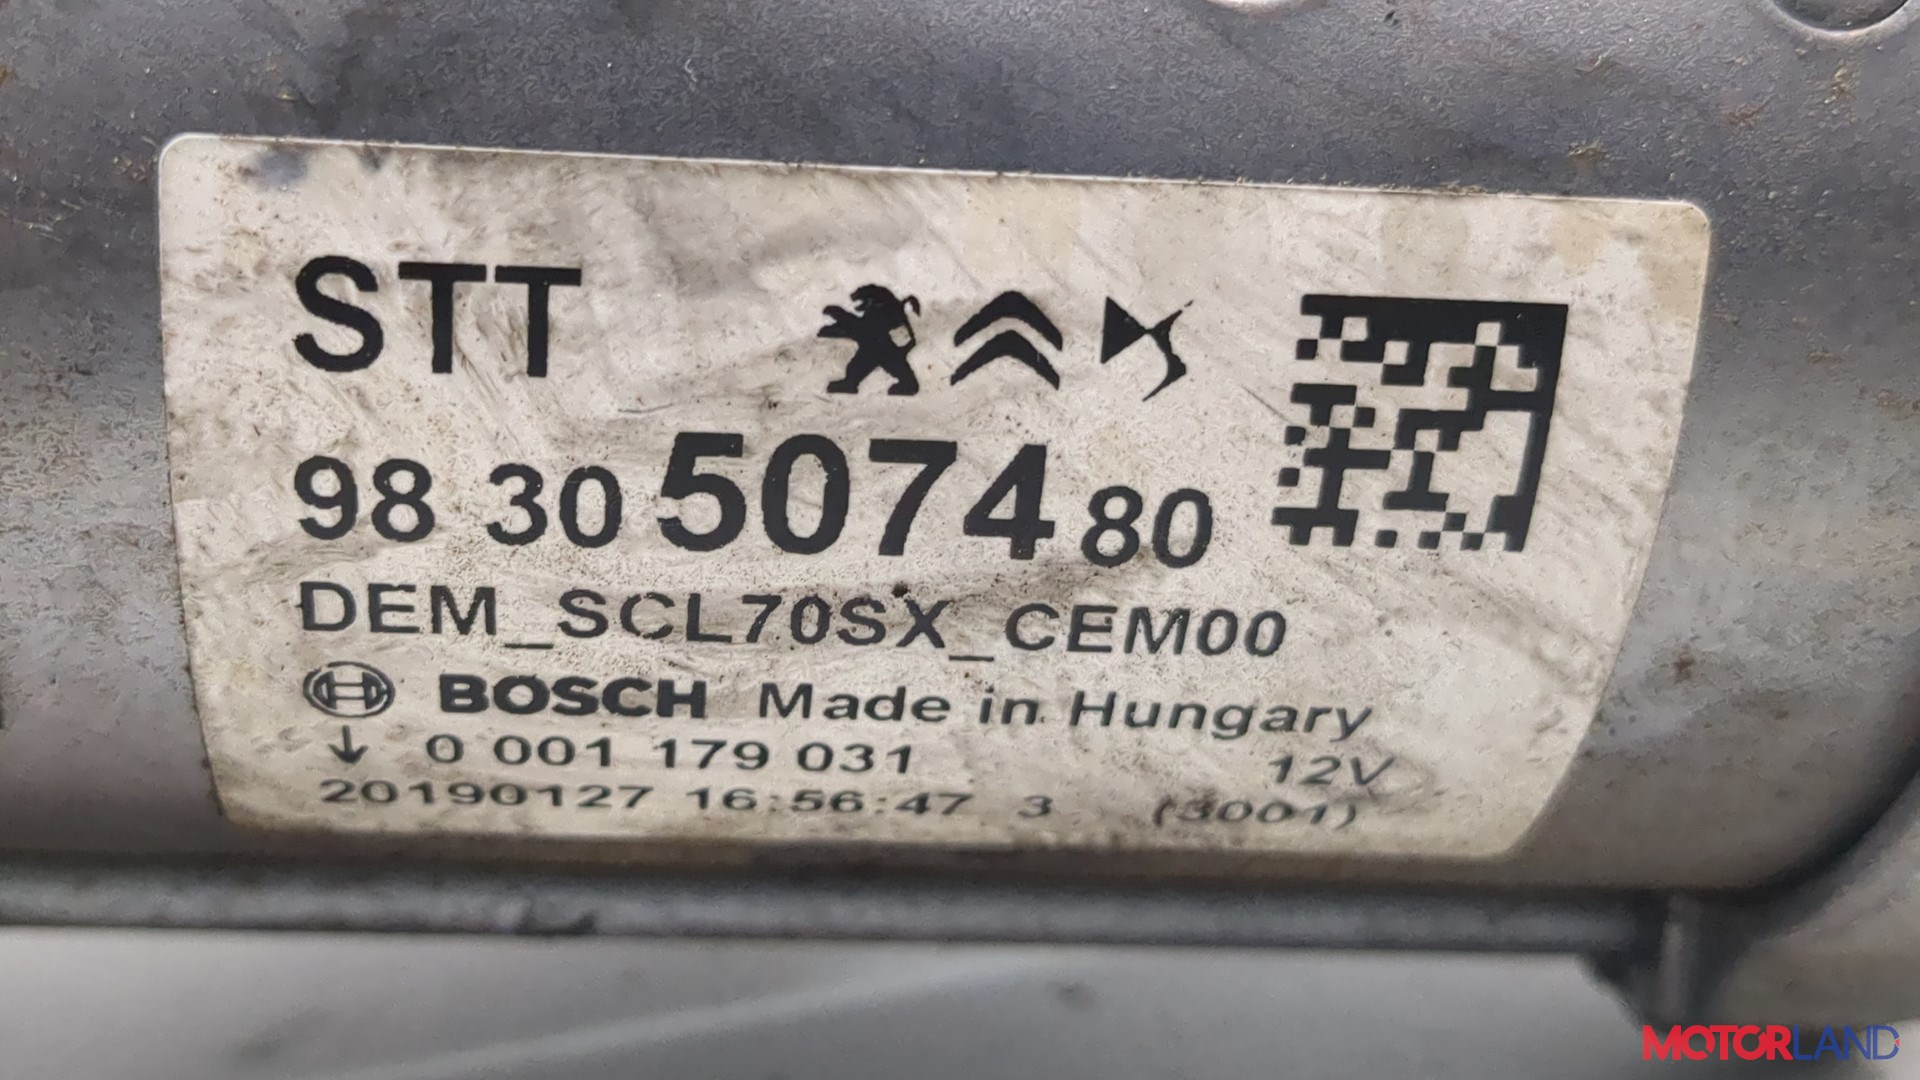 STT
98 30 5074 80
DEM_SCL70SX_CEM00
BOSCH Made in Hungary
↓ 0 001 179 031 12V
20190127 16:56:47 3 (3001)
MOTORLAND